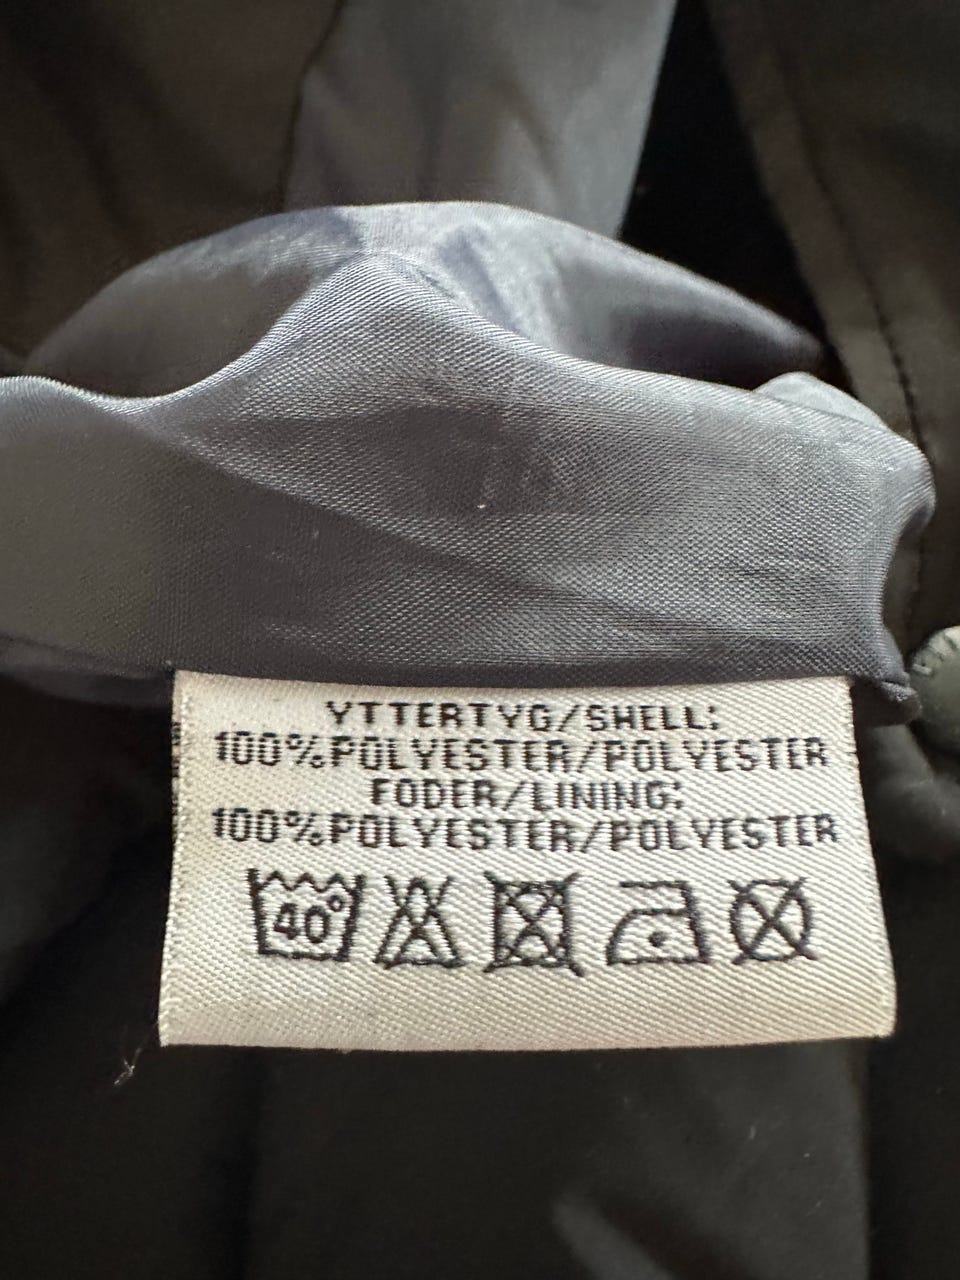 YTTERTYG/SHELL:
100%POLYESTER/POLYESTER
FODER/LINING:
100%POLYESTER/POLYESTER
40°